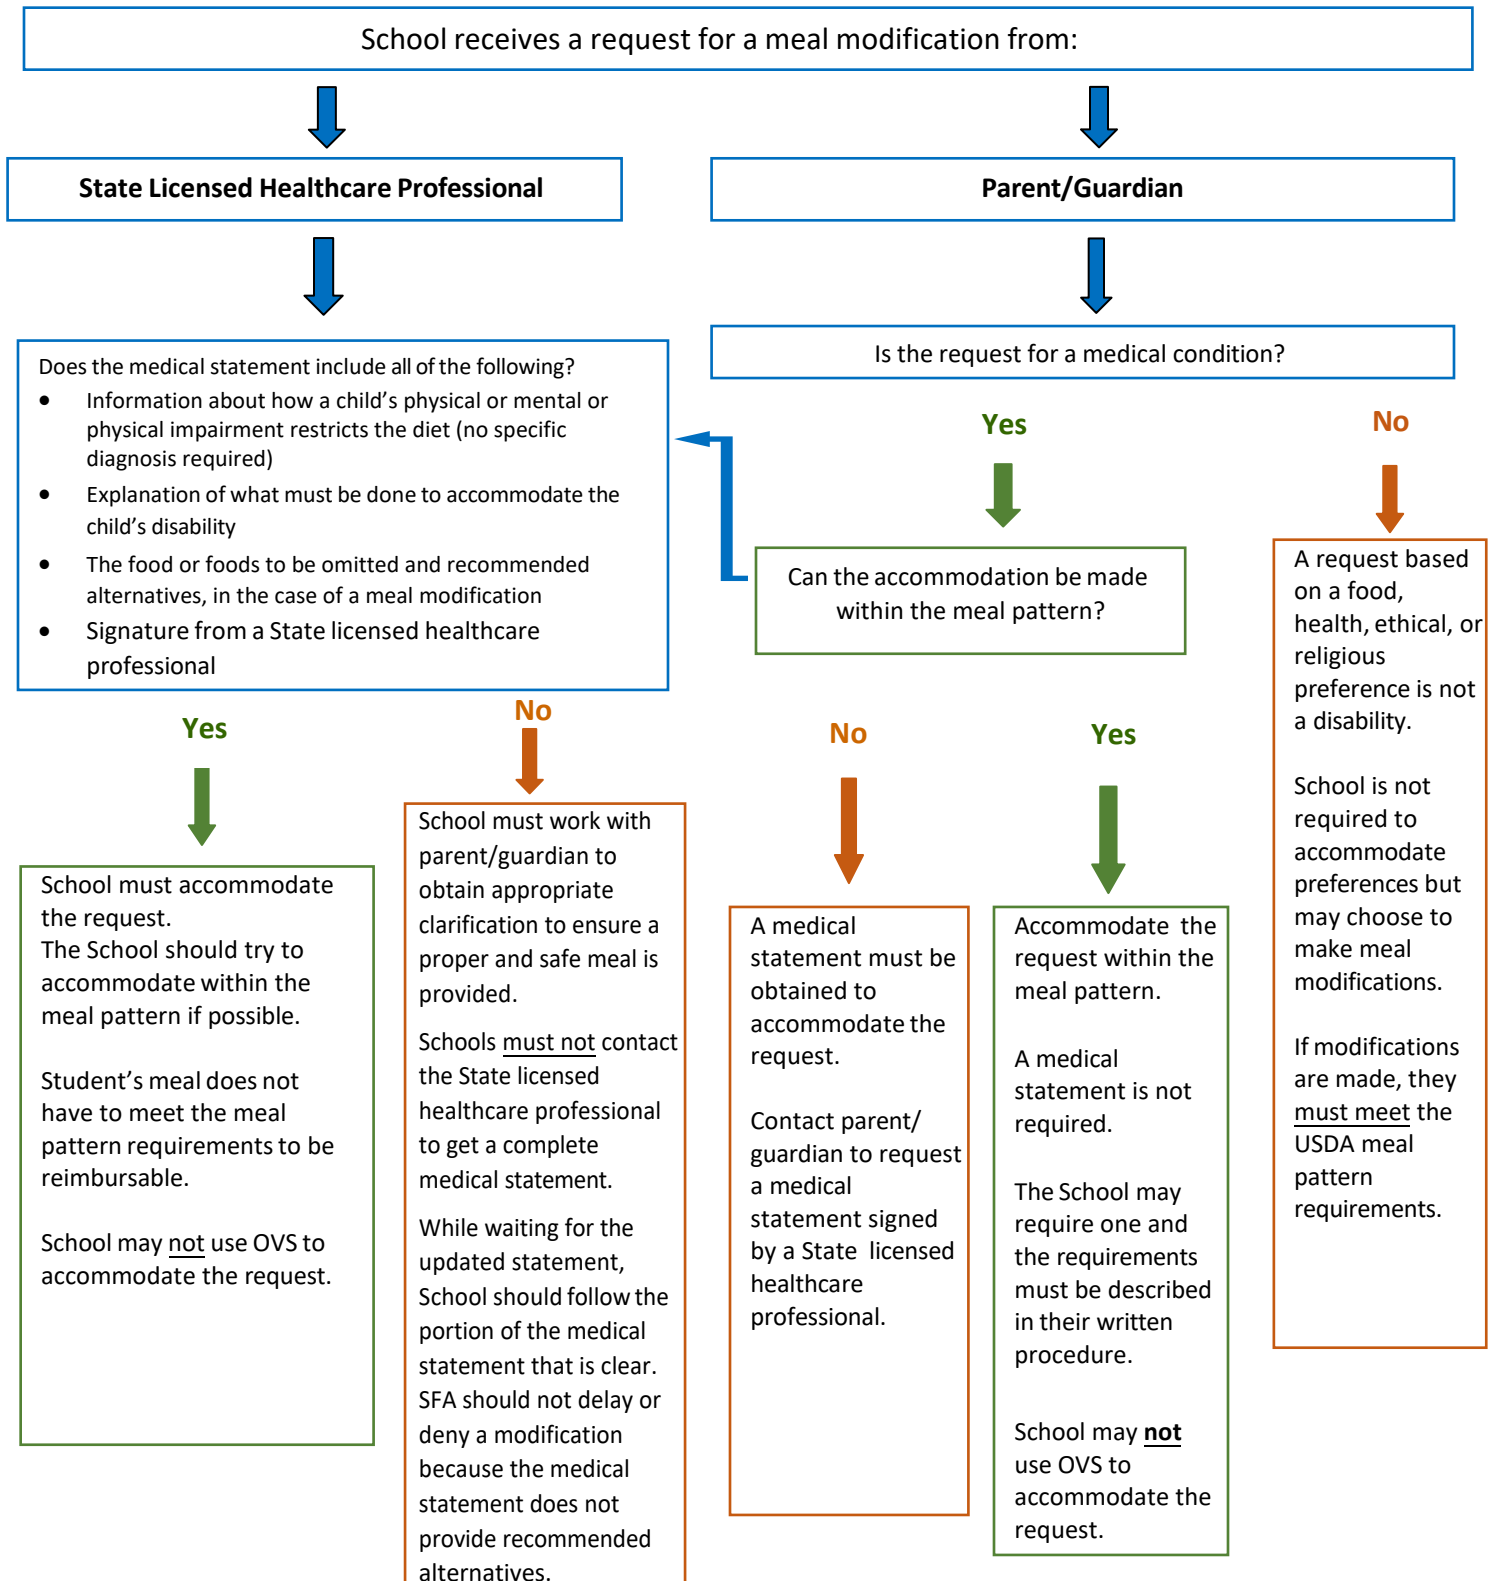 School receives a request for a meal modification from:
State Licensed Healthcare Professional
Parent/Guardian
Does the medical statement include all of the following?
• Information about how a child's physical or mental or
physical impairment restricts the diet (no specific
diagnosis required)
• Explanation of what must be done to accommodate the
child's disability
• The food or foods to be omitted and recommended
alternatives, in the case of a meal modification
• Signature from a State licensed healthcare
professional
Is the request for a medical condition?
Yes
No
Can the accommodation be made
within the meal pattern?
A request based
on a food,
health, ethical, or
religious
preference is not
a disability.
School is not
required to
accommodate
preferences but
may choose to
make meal
modifications.
If modifications
are made, they
must meet the
USDA meal
pattern
requirements.
Yes
No
No
Yes
School must accommodate
the request.
The School should try to
accommodate within the
meal pattern if possible.
Student's meal does not
have to meet the meal
pattern requirements to be
reimbursable.
School may not use OVS to
accommodate the request.
School must work with
parent/guardian to
obtain appropriate
clarification to ensure a
proper and safe meal is
provided.
Schools must not contact
the State licensed
healthcare professional
to get a complete
medical statement.
While waiting for the
updated statement,
School should follow the
portion of the medical
statement that is clear.
SFA should not delay or
deny a modification
because the medical
statement does not
provide recommended
alternatives.
A medical
statement must be
obtained to
accommodate the
request.
Contact parent/
guardian to request
a medical
statement signed
by a State licensed
healthcare
professional.
Accommodate the
request within the
meal pattern.
A medical
statement is not
required.
The School may
require one and
the requirements
must be described
in their written
procedure.
School may not
use OVS to
accommodate the
request.